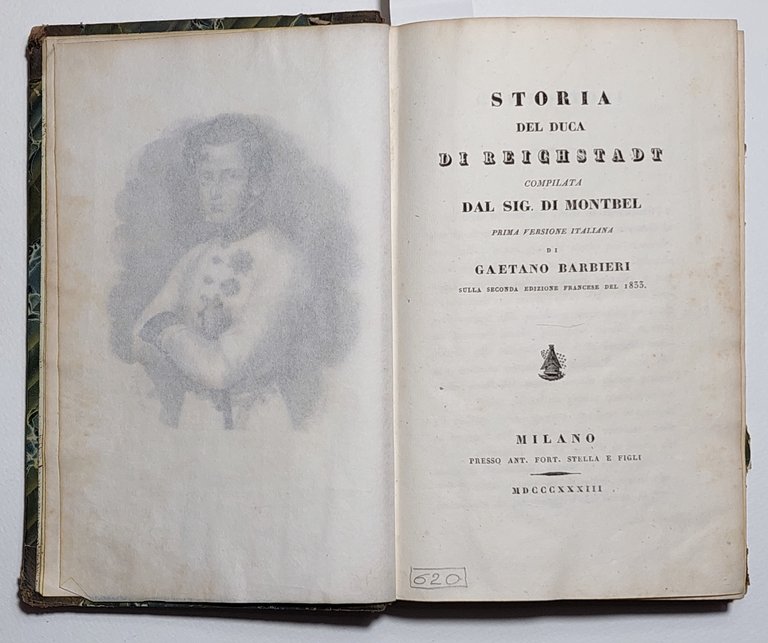 STORIA
DEL DUCA
DI REICHSTADT
COMPILATA
DAL SIG. DI MONTBEL
PRIMA VERSIONE ITALIANA
DI
GAETANO BARBIERI
SULLA SECONDA EDIZIONE FRANCESE DEL 1833.
MILANO
PRESSO ANT. FORT. STELLA E FIGLI
MDCCCXXXIII
620